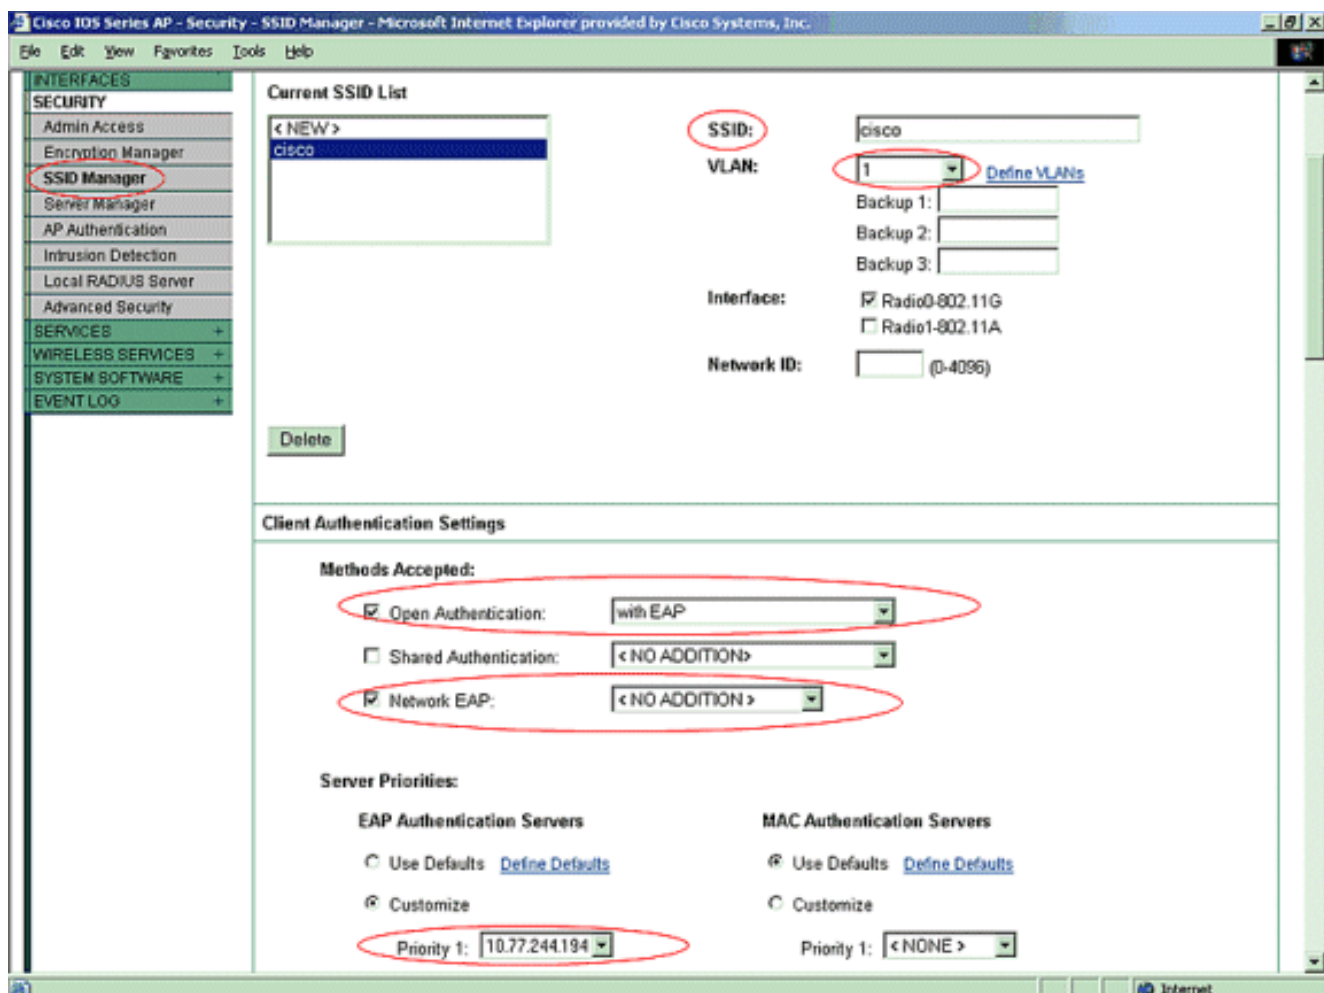 Cisco IOS Series AP - Security - SSID Manager - Microsoft Internet Explorer provided by Cisco Systems, Inc.
File Edit View Favorites Tools Help
INTERFACES
SECURITY
Admin Access
Encryption Manager
SSID Manager
Server Manager
AP Authentication
Intrusion Detection
Local RADIUS Server
Advanced Security
SERVICES +
WIRELESS SERVICES +
SYSTEM SOFTWARE +
EVENT LOG +
Current SSID List
< NEW >
cisco
SSID: cisco
VLAN: 1 Define VLANs
Backup 1:
Backup 2:
Backup 3:
Interface: Radio0-802.11G
Radio1-802.11A
Network ID: (0-4096)
Delete
Client Authentication Settings
Methods Accepted:
Open Authentication: with EAP
Shared Authentication: < NO ADDITION>
Network EAP: < NO ADDITION >
Server Priorities:
EAP Authentication Servers
Use Defaults Define Defaults
Customize
Priority 1: 10.77.244.194
MAC Authentication Servers
Use Defaults Define Defaults
Customize
Priority 1: < NONE >
Internet